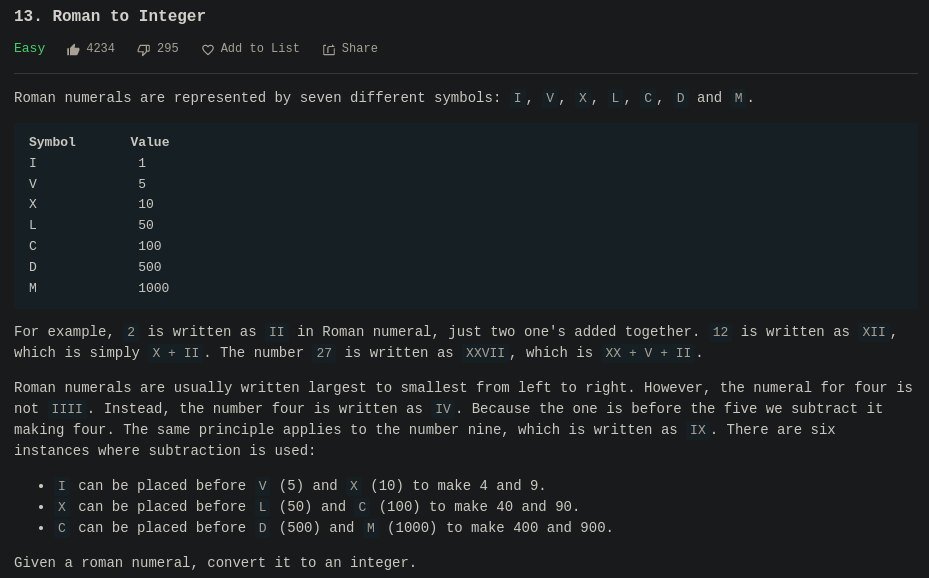 13. Roman to Integer
Easy 4234 295 Add to List Share
Roman numerals are represented by seven different symbols: I, V, X, L, C, D and M.
Symbol Value
I 1
V 5
X 10
L 50
C 100
D 500
M 1000
For example, 2 is written as II in Roman numeral, just two one's added together. 12 is written as XII,
which is simply X + II. The number 27 is written as XXVII, which is XX + V + II.
Roman numerals are usually written largest to smallest from left to right. However, the numeral for four is
not IIII. Instead, the number four is written as IV. Because the one is before the five we subtract it
making four. The same principle applies to the number nine, which is written as IX. There are six
instances where subtraction is used:
• I can be placed before V (5) and X (10) to make 4 and 9.
• X can be placed before L (50) and C (100) to make 40 and 90.
• C can be placed before D (500) and M (1000) to make 400 and 900.
Given a roman numeral, convert it to an integer.